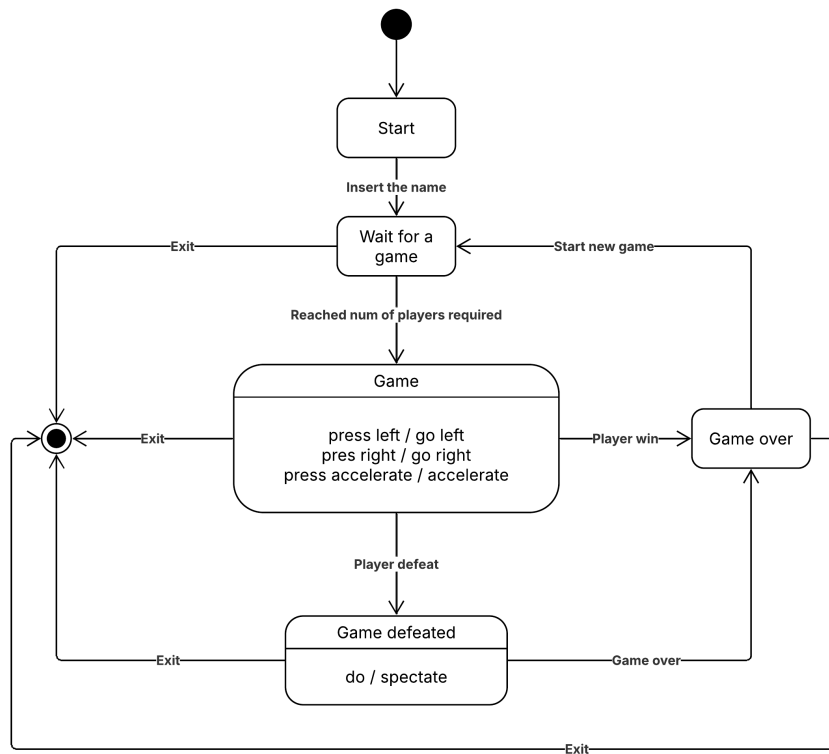 Start
Insert the name
Wait for a
game
Exit
Start new game
Reached num of players required
Game
press left / go left
pres right / go right
press accelerate / accelerate
Exit
Player win
Game over
Player defeat
Game defeated
do / spectate
Exit
Game over
Exit